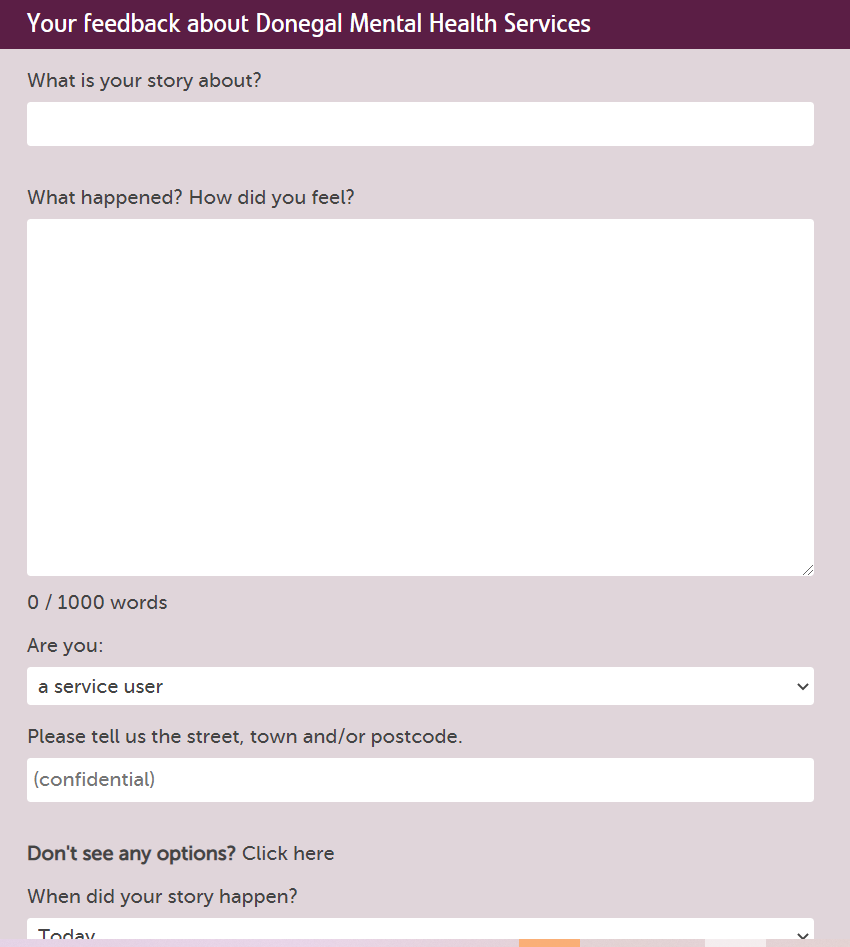 Your feedback about Donegal Mental Health Services
What is your story about?
What happened? How did you feel?
0 / 1000 words
Are you:
a service user
Please tell us the street, town and/or postcode.
(confidential)
Don't see any options? Click here
When did your story happen?
Today